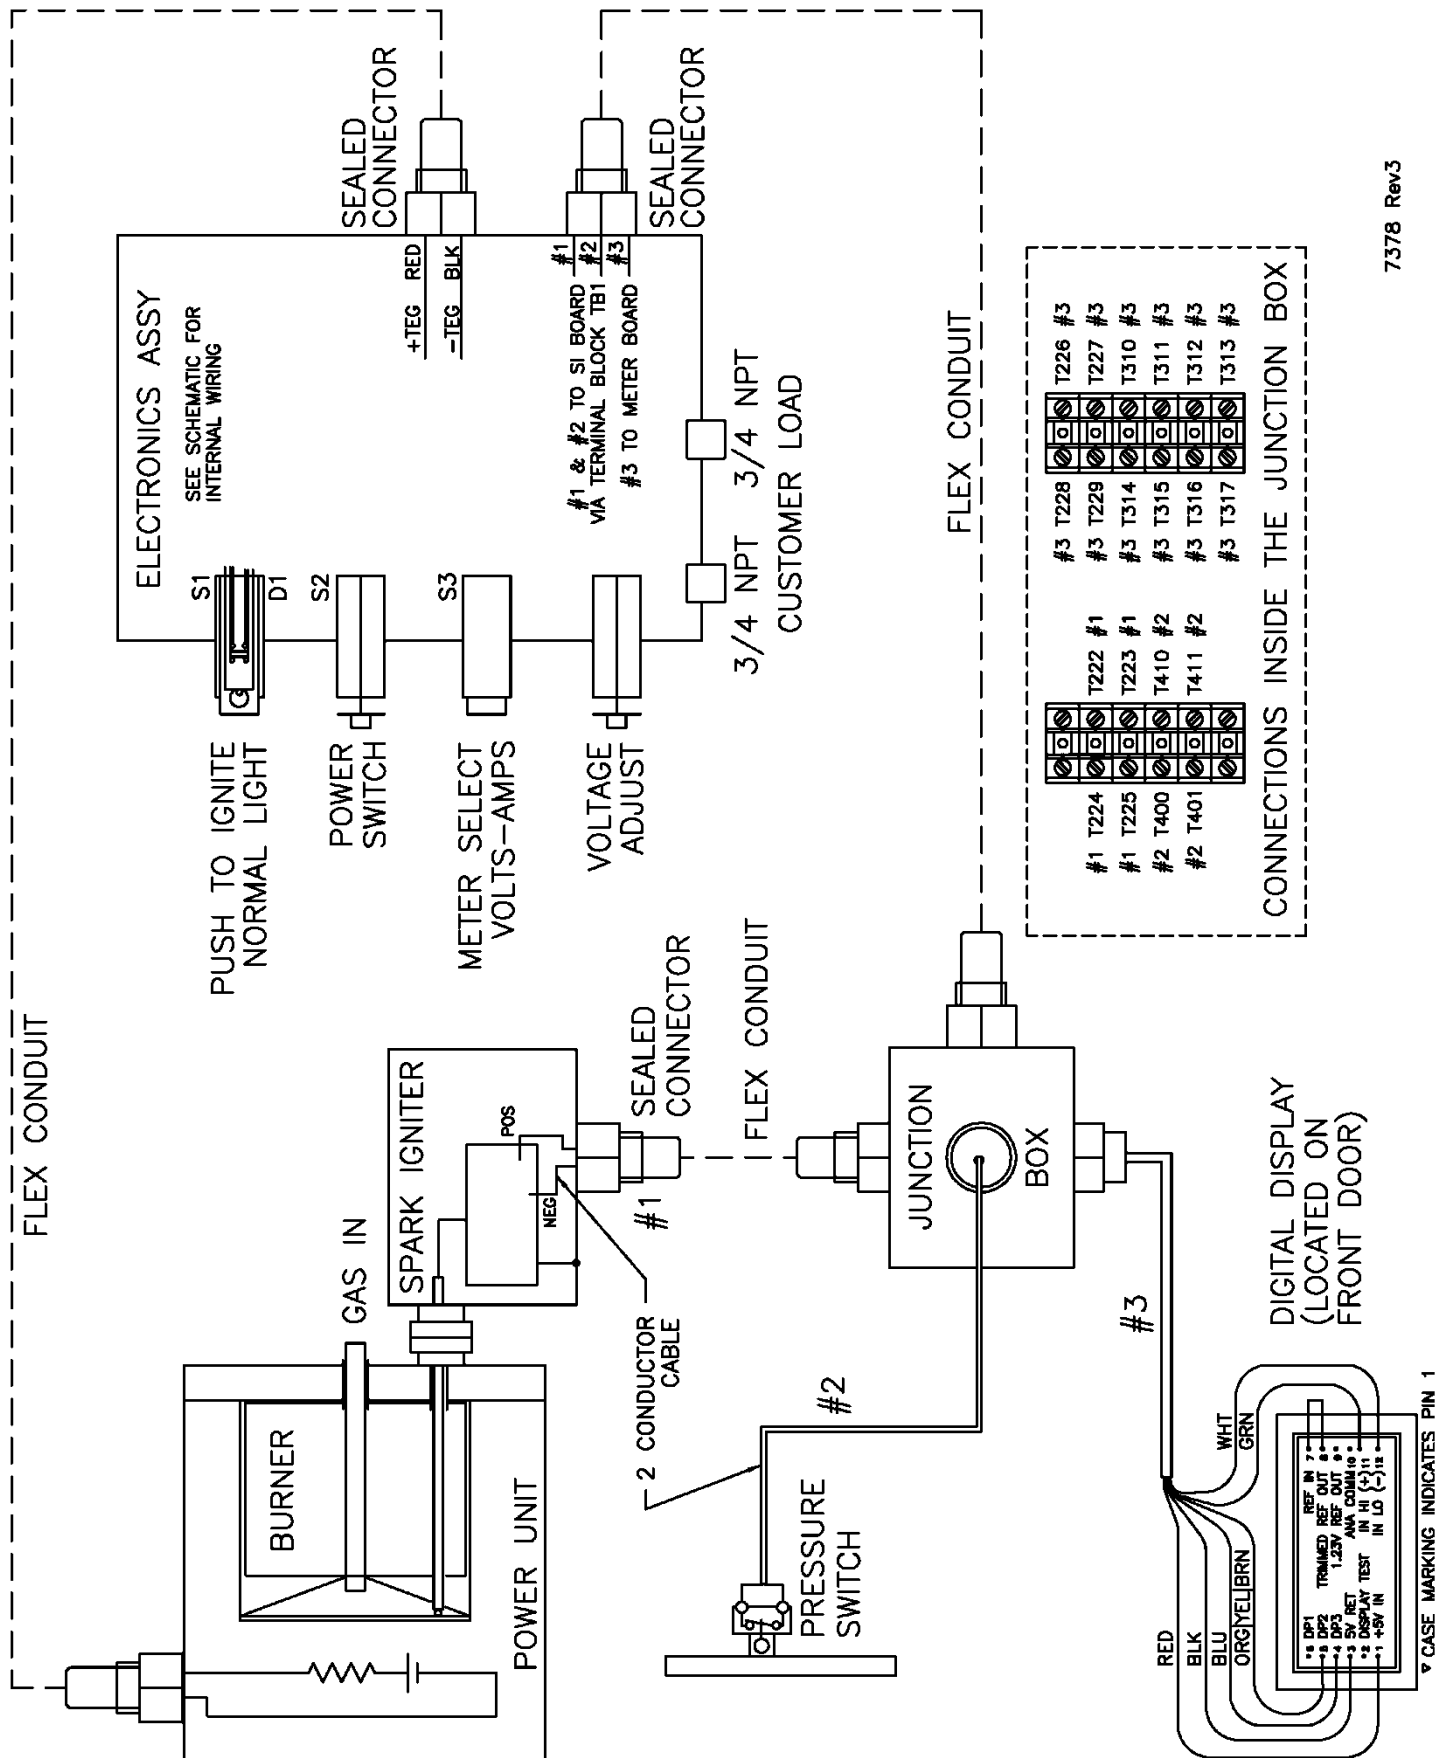 FLEX CONDUIT
POWER UNIT
BURNER
GAS IN
SPARK IGNITER
POS
NEG
SEALED
CONNECTOR
#1
FLEX CONDUIT
2 CONDUCTOR
CABLE
#2
PRESSURE
SWITCH
JUNCTION
BOX
#3
PUSH TO IGNITE
NORMAL LIGHT
POWER
SWITCH
METER SELECT
VOLTS-AMPS
VOLTAGE
ADJUST
ELECTRONICS ASSY
SEE SCHEMATIC FOR
INTERNAL WIRING
S1
D1
S2
S3
+TEG RED
-TEG BLK
SEALED
CONNECTOR
#1 & #2 TO SI BOARD
VIA TERMINAL BLOCK TB1
#3 TO METER BOARD
#1
#2
#3
SEALED
CONNECTOR
3/4 NPT 3/4 NPT
CUSTOMER LOAD
FLEX CONDUIT
#3 T228 T226 #3
#1 T224 T222 #1 #3 T229 T227 #3
#1 T225 T223 #1 #3 T314 T310 #3
#2 T400 T410 #2 #3 T315 T311 #3
#2 T401 T411 #2 #3 T316 T312 #3
#3 T317 T313 #3
CONNECTIONS INSIDE THE JUNCTION BOX
DIGITAL DISPLAY
(LOCATED ON
FRONT DOOR)
RED
BLK
BLU
ORG YEL BRN
WHT
GRN
6 DP1 REF IN 7
5 DP2 TRIMMED REF OUT 8
4 DP3 1.23V REF OUT 9
3 5V RET ANA COMM 10
2 DISPLAY TEST IN HI (+) 11
1 +5V IN IN LO (-) 12
CASE MARKING INDICATES PIN 1
7378 Rev3